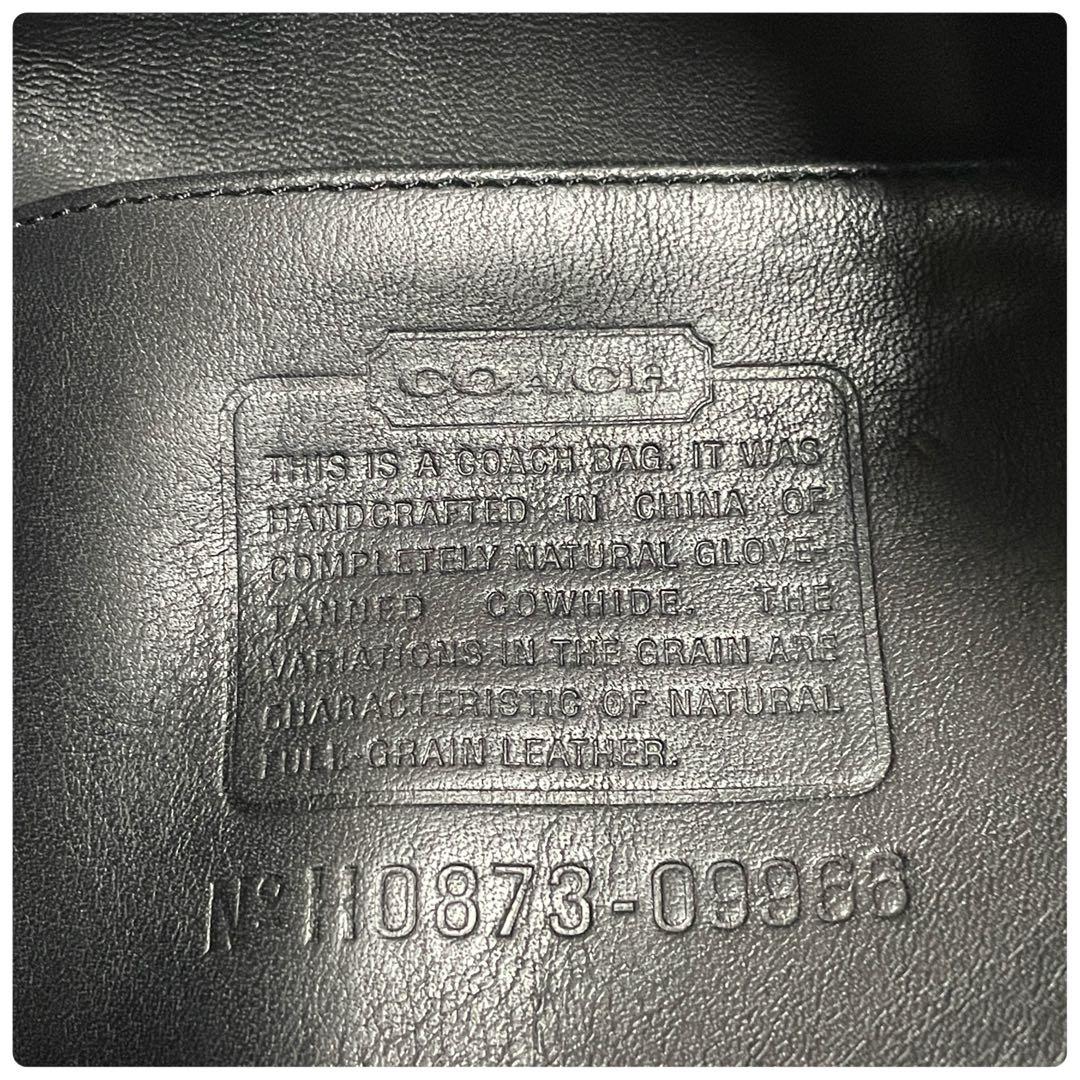 COACH
THIS IS A COACH BAG. IT WAS
HANDCRAFTED IN CHINA OF
COMPLETELY NATURAL GLOVE-
TANNED COWHIDE. THE
VARIATIONS IN THE GRAIN ARE
CHARACTERISTIC OF NATURAL
FULL GRAIN LEATHER.
Nº H0873-09966